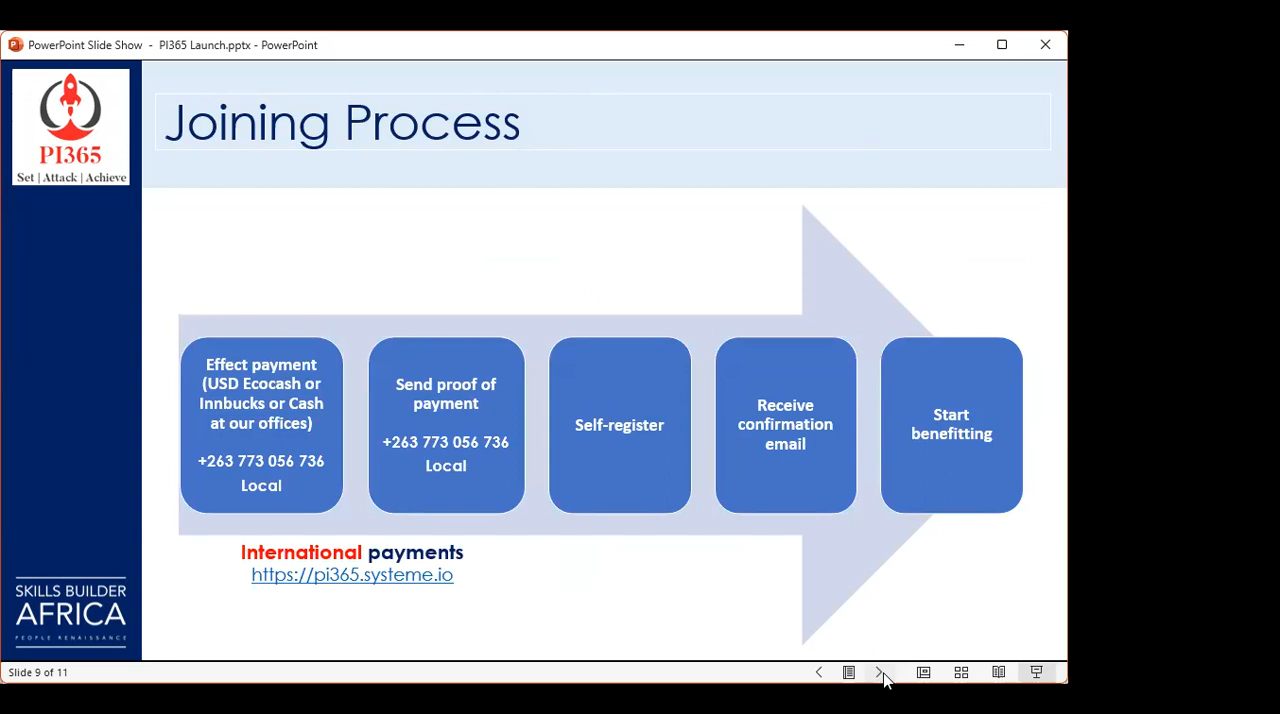 PowerPoint Slide Show - PI365 Launch.pptx - PowerPoint
PI365
Set | Attack | Achieve
Joining Process
Effect payment
(USD Ecocash or
Innbucks or Cash
at our offices)
+263 773 056 736
Local
Send proof of
payment
+263 773 056 736
Local
Self-register
Receive
confirmation
email
Start
benefitting
International payments
https://pi365.systeme.io
SKILLS BUILDER
AFRICA
PEOPLE RENAISSANCE
Slide 9 of 11